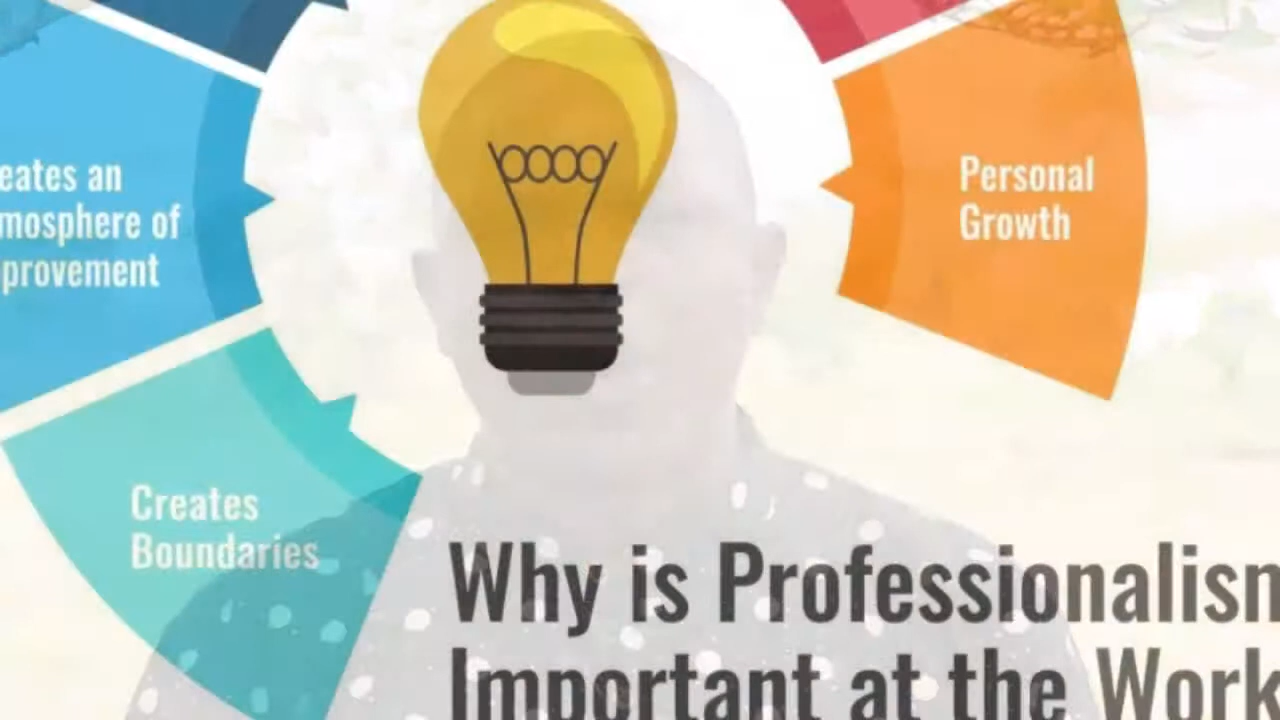 eates an
mosphere of
provement
Personal
Growth
Creates
Boundaries
Why is Professionalism
Important at the Work